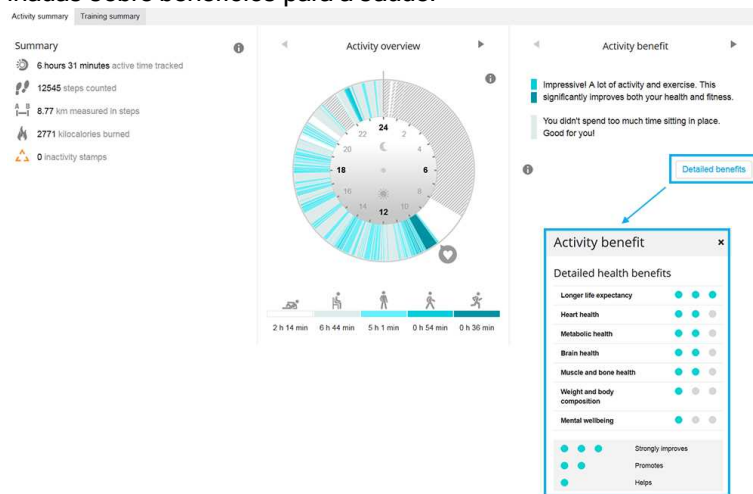 Activity summary
Training summary
Summary
6 hours 31 minutes active time tracked
12545 steps counted
A B
8.77 km measured in steps
2771 kilocalories burned
0 inactivity stamps
Activity overview
24
2
4
6
8
10
12
14
16
18
20
22
2 h 14 min
6 h 44 min
5 h 1 min
0 h 54 min
0 h 36 min
Activity benefit
Impressive! A lot of activity and exercise. This
significantly improves both your health and fitness.
You didn't spend too much time sitting in place.
Good for you!
Detailed benefits
Activity benefit
×
Detailed health benefits
Longer life expectancy
Heart health
Metabolic health
Brain health
Muscle and bone health
Weight and body
composition
Mental wellbeing
Strongly improves
Promotes
Helps